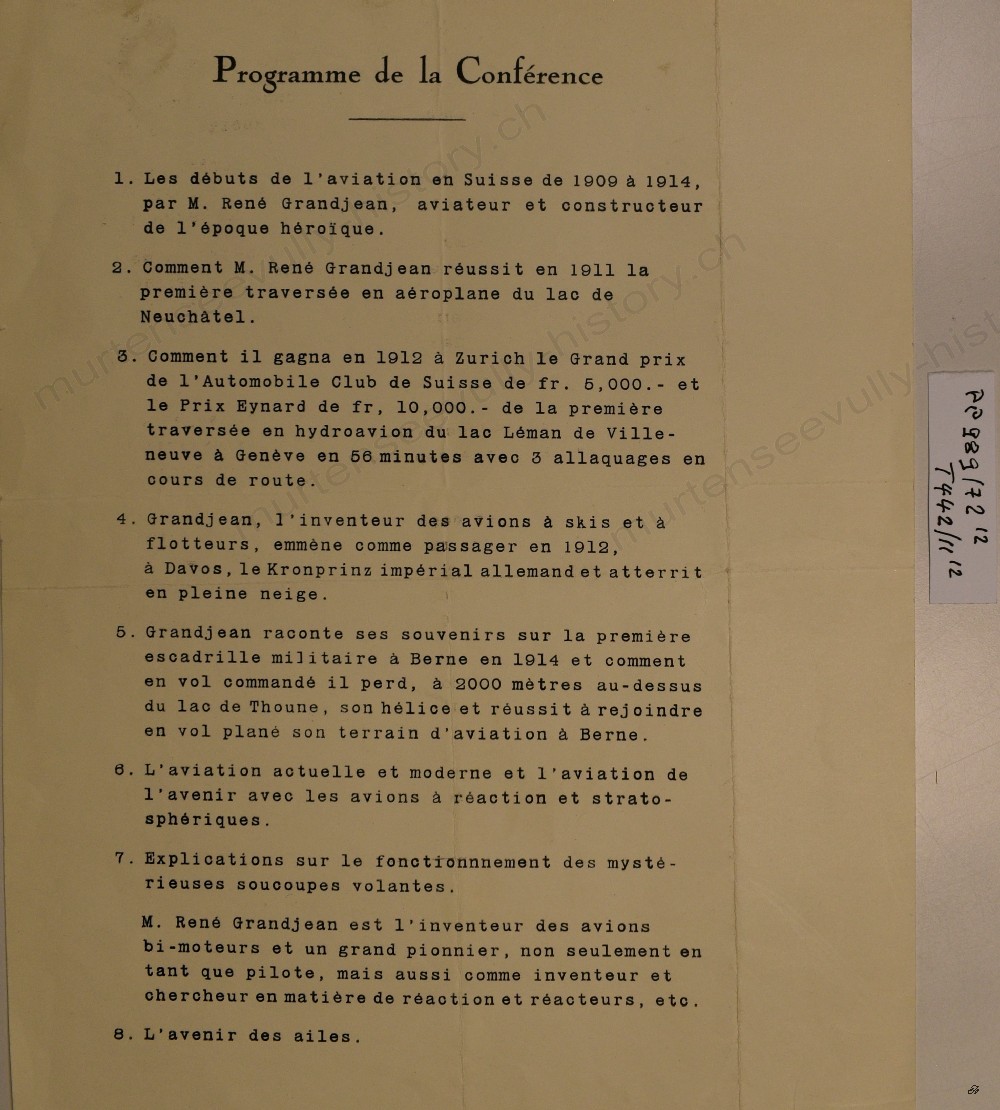 Programme de la Conférence
1. Les débuts de l'aviation en Suisse de 1909 à 1914,
par M. René Grandjean, aviateur et constructeur
de l'époque héroïque.
2. Comment M. René Grandjean réussit en 1911 la
première traversée en aéroplane du lac de
Neuchâtel.
3. Comment il gagna en 1912 à Zurich le Grand prix
de l'Automobile Club de Suisse de fr. 5,000.- et
le Prix Eynard de fr, 10,000.- de la première
traversée en hydroavion du lac Léman de Ville-
neuve à Genève en 56 minutes avec 3 allaquages en
cours de route.
4. Grandjean, l'inventeur des avions à skis et à
flotteurs, emmène comme passager en 1912,
à Davos, le Kronprinz impérial allemand et atterrit
en pleine neige.
5. Grandjean raconte ses souvenirs sur la première
escadrille militaire à Berne en 1914 et comment
en vol commandé il perd, à 2000 mètres au-dessus
du lac de Thoune, son hélice et réussit à rejoindre
en vol plané son terrain d'aviation à Berne.
6. L'aviation actuelle et moderne et l'aviation de
l'avenir avec les avions à réaction et strato-
sphériques.
7. Explications sur le fonctionnnement des mysté-
rieuses soucoupes volantes.
M. René Grandjean est l'inventeur des avions
bi-moteurs et un grand pionnier, non seulement en
tant que pilote, mais aussi comme inventeur et
chercheur en matière de réaction et réacteurs, etc.
8. L'avenir des ailes.
PP 989/72 12
T 442/11 12
murtenseevully-history.ch
murtenseevully-history.ch
murtenseevully-history.ch